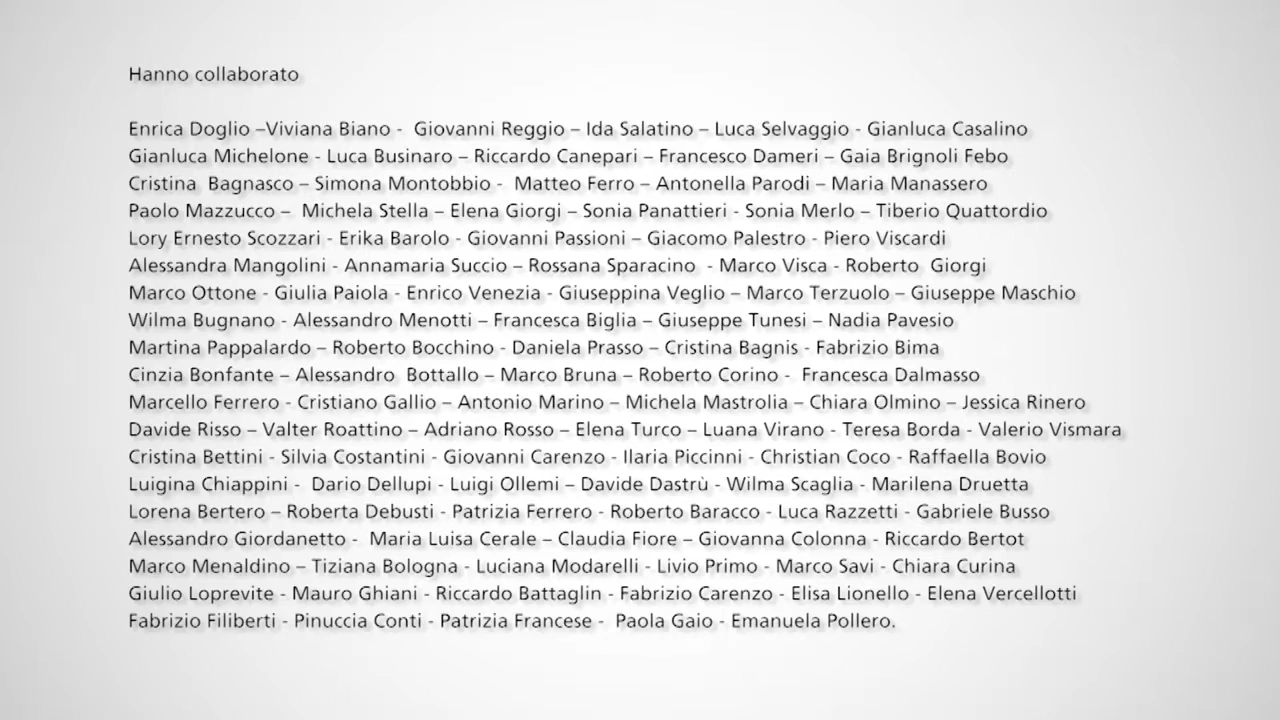 Hanno collaborato
Enrica Doglio –Viviana Biano -  Giovanni Reggio – Ida Salatino – Luca Selvaggio - Gianluca Casalino
Gianluca Michelone - Luca Businaro – Riccardo Canepari – Francesco Dameri – Gaia Brignoli Febo
Cristina  Bagnasco – Simona Montobbio -  Matteo Ferro – Antonella Parodi – Maria Manassero
Paolo Mazzucco –  Michela Stella – Elena Giorgi – Sonia Panattieri - Sonia Merlo – Tiberio Quattordio
Lory Ernesto Scozzari - Erika Barolo - Giovanni Passioni – Giacomo Palestro - Piero Viscardi
Alessandra Mangolini - Annamaria Succio – Rossana Sparacino  - Marco Visca - Roberto  Giorgi
Marco Ottone - Giulia Paiola - Enrico Venezia - Giuseppina Veglio – Marco Terzuolo – Giuseppe Maschio
Wilma Bugnano - Alessandro Menotti – Francesca Biglia – Giuseppe Tunesi – Nadia Pavesio
Martina Pappalardo – Roberto Bocchino - Daniela Prasso – Cristina Bagnis - Fabrizio Bima
Cinzia Bonfante – Alessandro  Bottallo – Marco Bruna – Roberto Corino -  Francesca Dalmasso
Marcello Ferrero - Cristiano Gallio – Antonio Marino – Michela Mastrolia – Chiara Olmino – Jessica Rinero
Davide Risso – Valter Roattino – Adriano Rosso – Elena Turco – Luana Virano - Teresa Borda - Valerio Vismara
Cristina Bettini - Silvia Costantini - Giovanni Carenzo - Ilaria Piccinni - Christian Coco - Raffaella Bovio
Luigina Chiappini -  Dario Dellupi - Luigi Ollemi – Davide Dastrù - Wilma Scaglia - Marilena Druetta
Lorena Bertero – Roberta Debusti - Patrizia Ferrero - Roberto Baracco - Luca Razzetti - Gabriele Busso
Alessandro Giordanetto -  Maria Luisa Cerale – Claudia Fiore – Giovanna Colonna - Riccardo Bertot
Marco Menaldino – Tiziana Bologna - Luciana Modarelli - Livio Primo - Marco Savi - Chiara Curina
Giulio Loprevite - Mauro Ghiani - Riccardo Battaglin - Fabrizio Carenzo - Elisa Lionello - Elena Vercellotti
Fabrizio Filiberti - Pinuccia Conti - Patrizia Francese -  Paola Gaio - Emanuela Pollero.